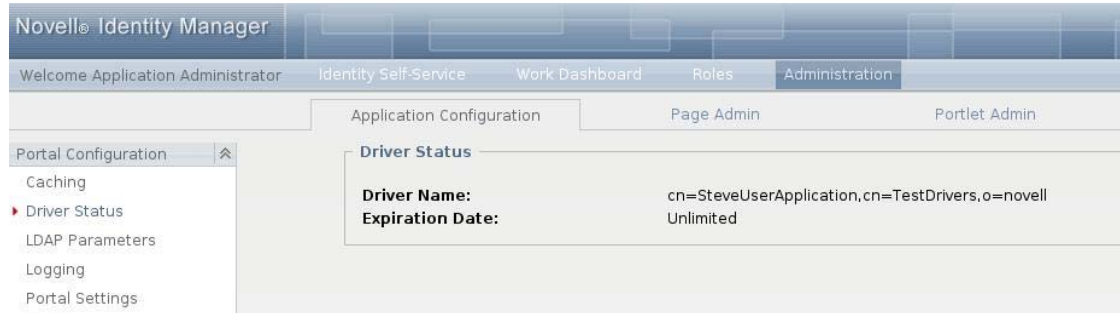 Novell® Identity Manager
Welcome Application Administrator Identity Self-Service Work Dashboard Roles Administration
Application Configuration Page Admin Portlet Admin
Portal Configuration
Caching
Driver Status
LDAP Parameters
Logging
Portal Settings
Driver Status
Driver Name: cn=SteveUserApplication,cn=TestDrivers,o=novell
Expiration Date: Unlimited